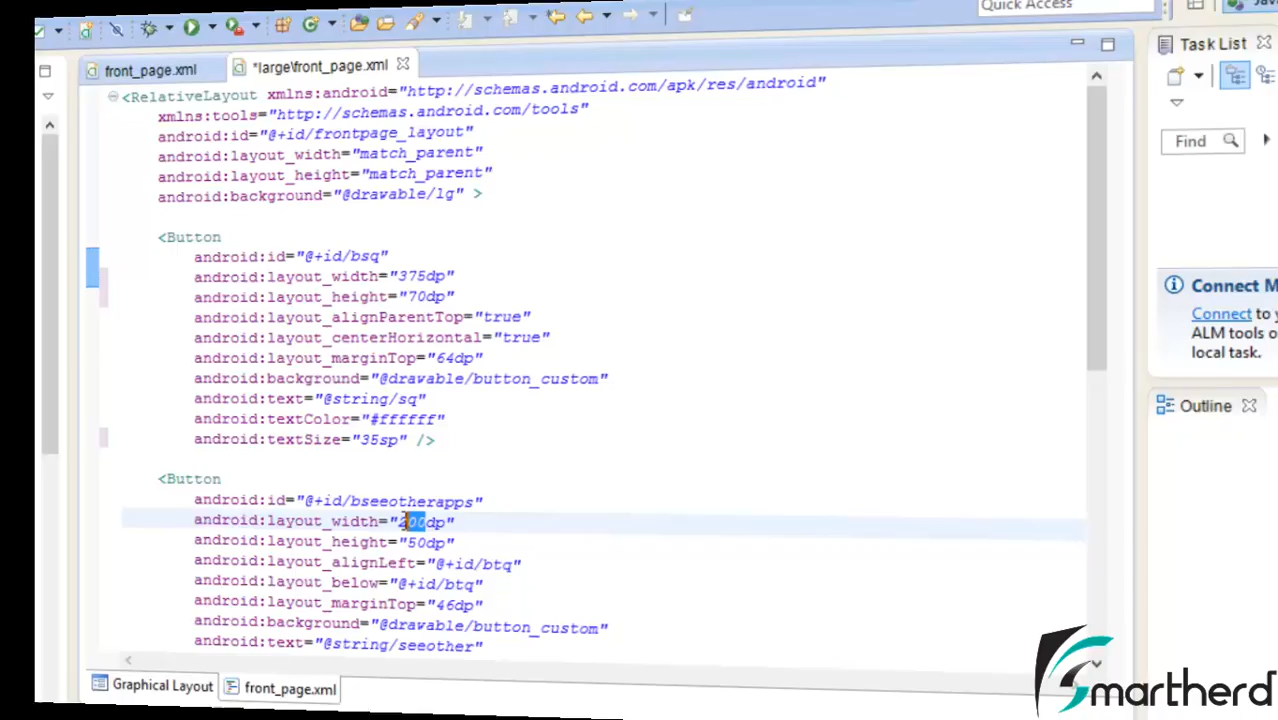 Quick Access
front_page.xml
*large\front_page.xml
Task List
<RelativeLayout xmlns:android="http://schemas.android.com/apk/res/android"
xmlns:tools="http://schemas.android.com/tools"
android:id="@+id/frontpage_layout"
android:layout_width="match_parent"
android:layout_height="match_parent"
android:background="@drawable/lg" >
Find
<Button
android:id="@+id/bsq"
android:layout_width="375dp"
android:layout_height="70dp"
android:layout_alignParentTop="true"
android:layout_centerHorizontal="true"
android:layout_marginTop="64dp"
android:background="@drawable/button_custom"
android:text="@string/sq"
android:textColor="#ffffff"
android:textSize="35sp" />
Connect M
Connect to y
ALM tools o
local task.
Outline
<Button
android:id="@+id/bseeotherapps"
android:layout_width="200dp"
android:layout_height="50dp"
android:layout_alignLeft="@+id/btq"
android:layout_below="@+id/btq"
android:layout_marginTop="46dp"
android:background="@drawable/button_custom"
android:text="@string/seeother"
Graphical Layout
front_page.xml
Smartherd